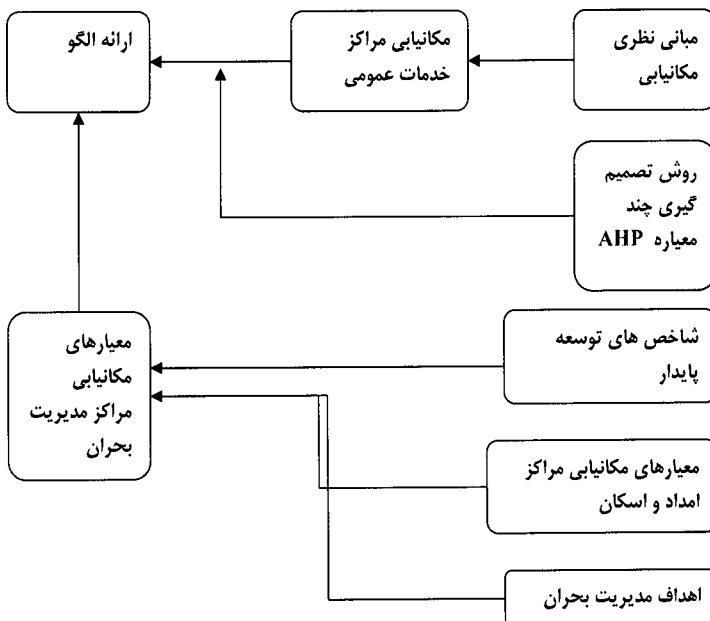 مبانی نظری
مکانیابی
مکانیابی مراکز
خدمات عمومی
ارائه الگو
روش تصمیم
گیری چند
معیاره AHP
معیارهای
مکانیابی
مراکز مدیریت
بحران
شاخص های توسعه
پایدار
معیارهای مکانیابی مراکز
امداد و اسکان
اهداف مدیریت بحران